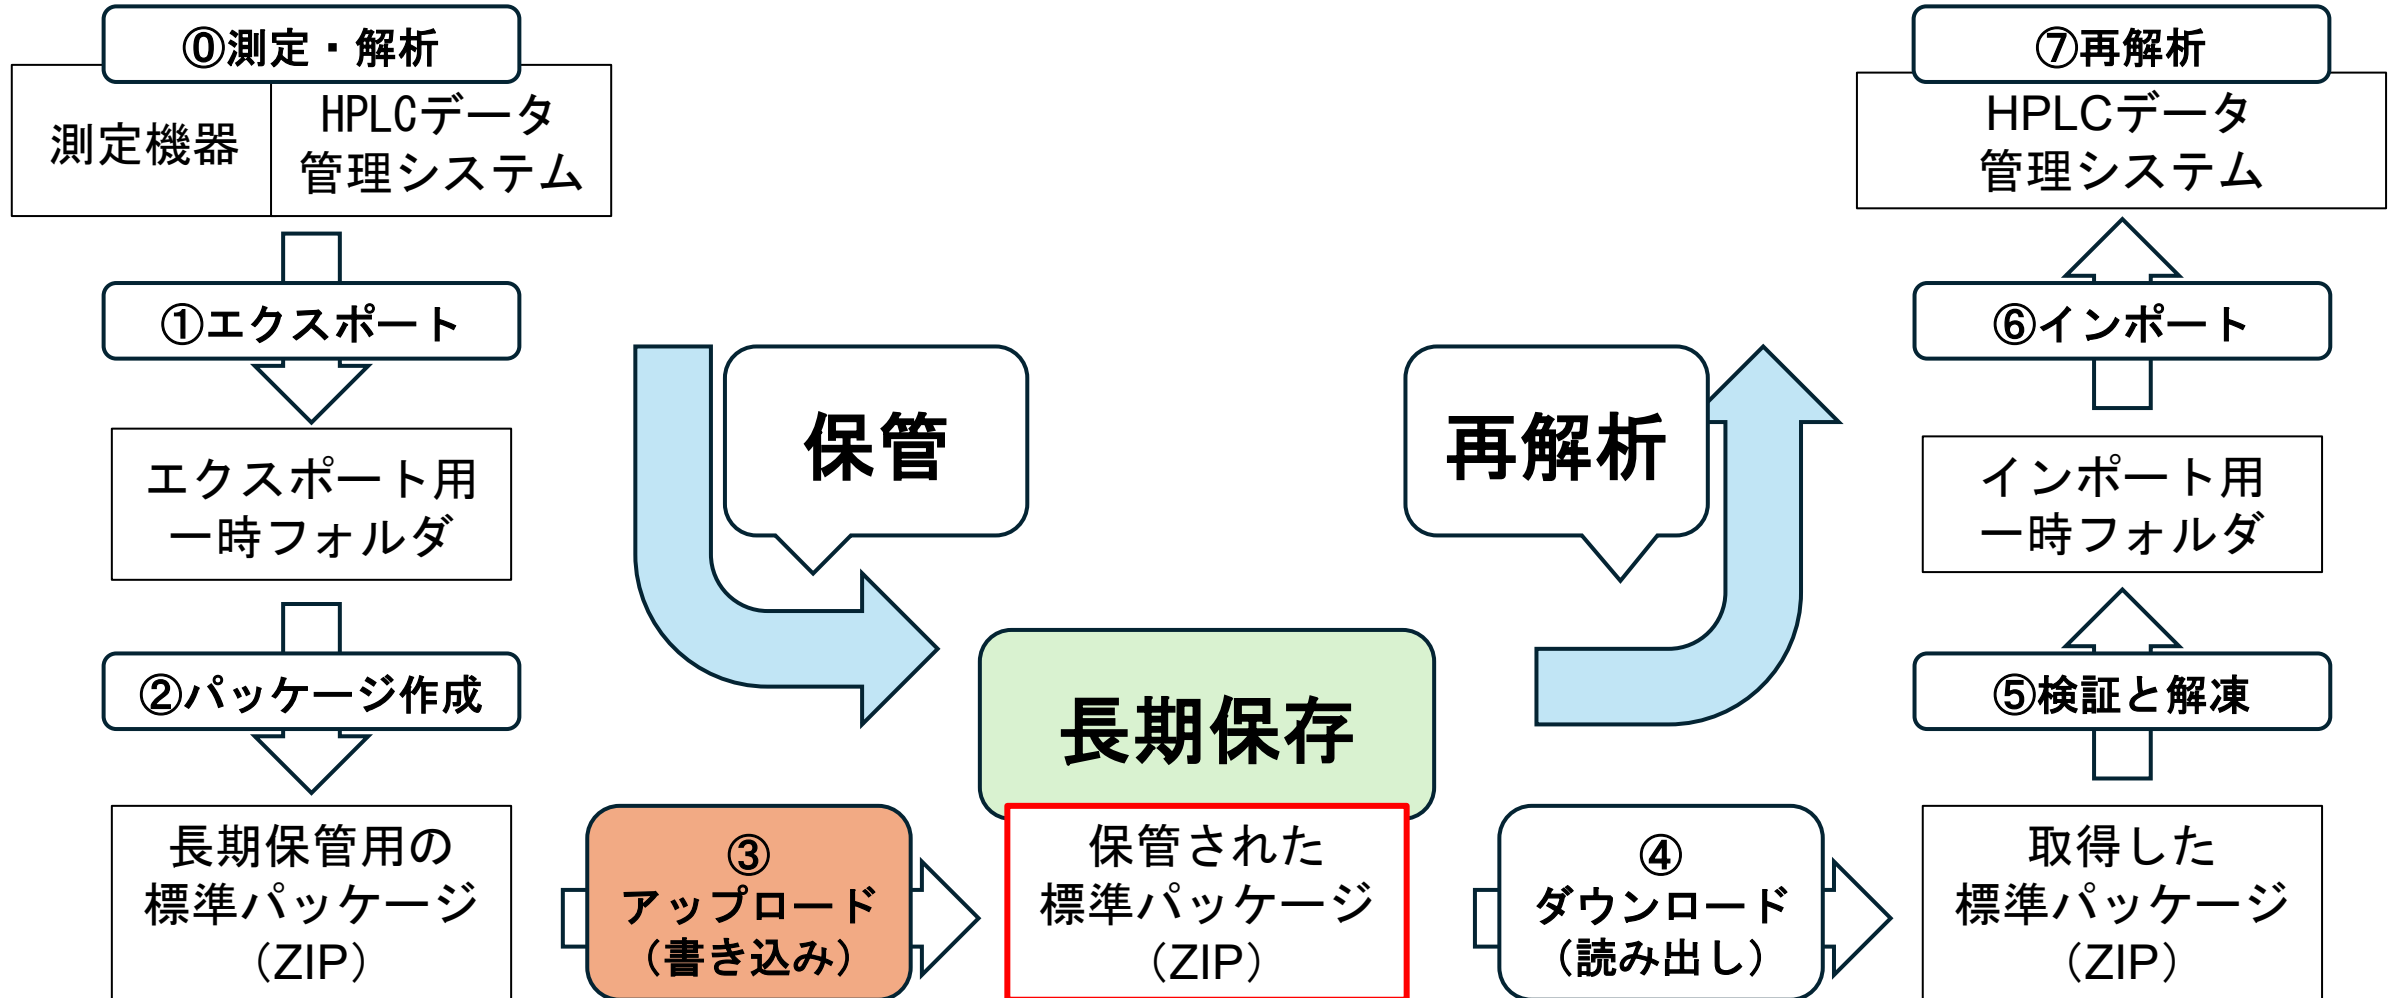 ⓪測定・解析
測定機器
HPLCデータ
管理システム
①エクスポート
エクスポート用
一時フォルダ
②パッケージ作成
長期保管用の
標準パッケージ
（ZIP）
保管
③
アップロード
（書き込み）
長期保存
保管された
標準パッケージ
（ZIP）
再解析
④
ダウンロード
（読み出し）
⑦再解析
HPLCデータ
管理システム
⑥インポート
インポート用
一時フォルダ
⑤検証と解凍
取得した
標準パッケージ
（ZIP）